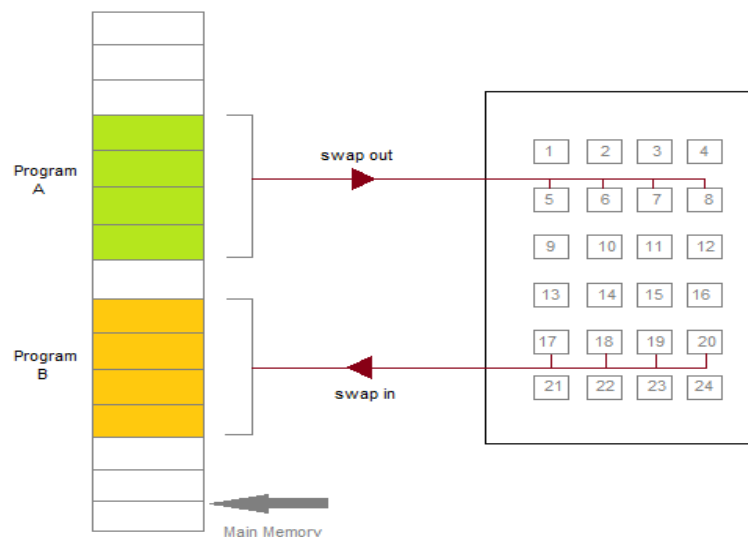 Program
A
swap out
1 2 3 4
5 6 7 8
9 10 11 12
13 14 15 16
Program
B
17 18 19 20
swap in
21 22 23 24
Main Memory